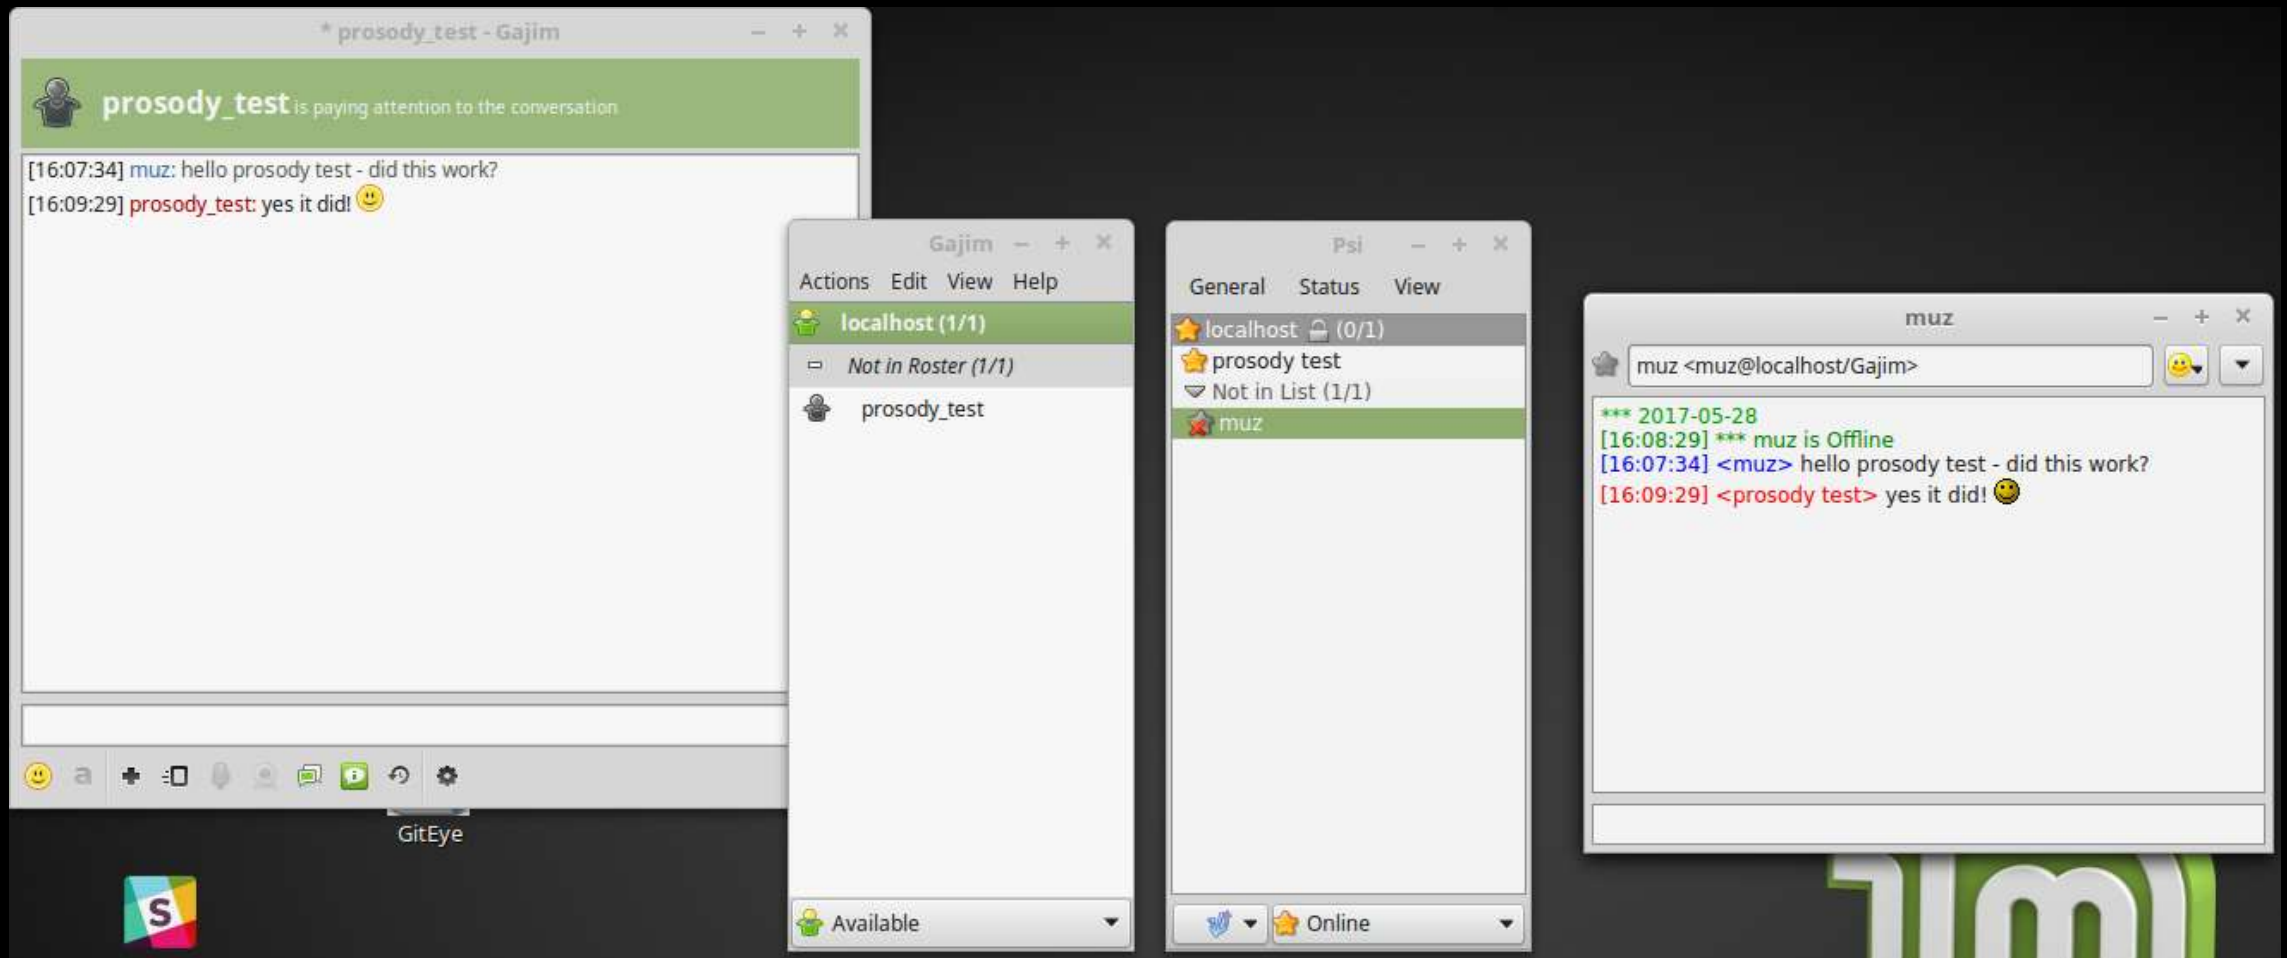 * prosody_test - Gajim
prosody_test is paying attention to the conversation
[16:07:34] muz: hello prosody test - did this work?
[16:09:29] prosody_test: yes it did!
a
GitEye
S
Gajim
Actions Edit View Help
localhost (1/1)
Not in Roster (1/1)
prosody_test
Available
Psi
General Status View
localhost (0/1)
prosody test
Not in List (1/1)
muz
Online
muz
muz <muz@localhost/Gajim>
*** 2017-05-28
[16:08:29] *** muz is Offline
[16:07:34] <muz> hello prosody test - did this work?
[16:09:29] <prosody test> yes it did!